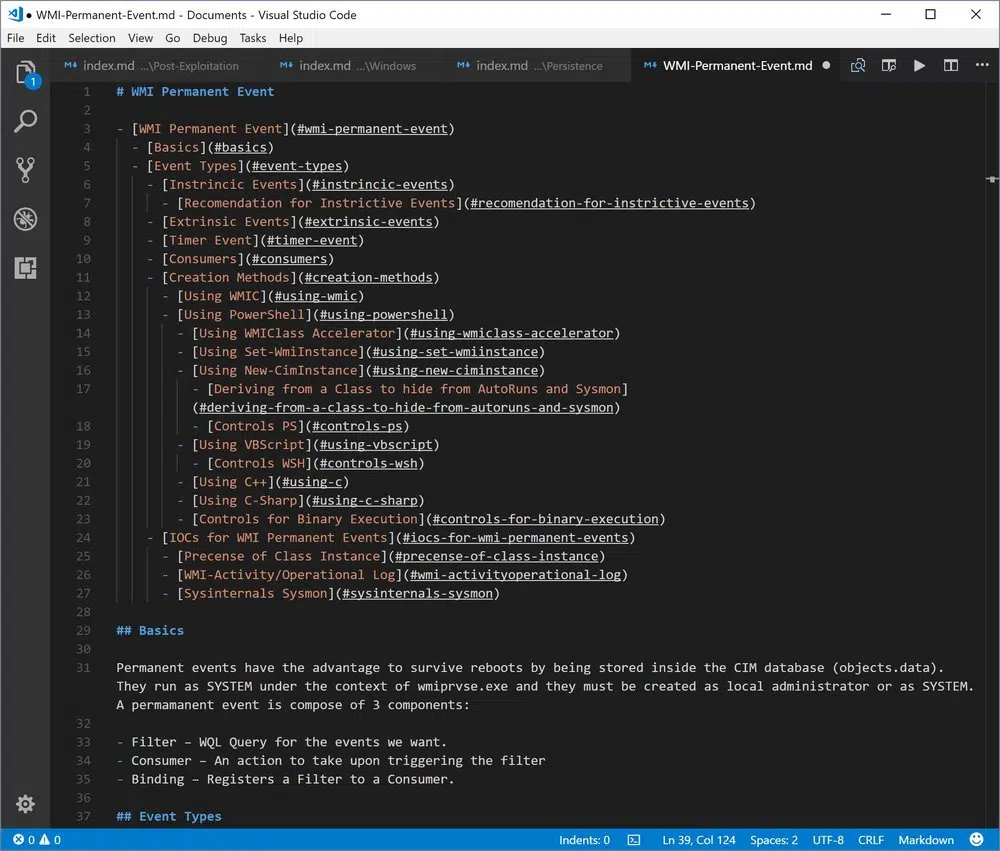 ● WMI-Permanent-Event.md - Documents - Visual Studio Code
File Edit Selection View Go Debug Tasks Help
1
M↓ index.md ...\Post-Exploitation M↓ index.md ...\Windows M↓ index.md ...\Persistence M↓ WMI-Permanent-Event.md ●
1 # WMI Permanent Event
2
3 - [WMI Permanent Event](#wmi-permanent-event)
4 - [Basics](#basics)
5 - [Event Types](#event-types)
6 - [Instrincic Events](#instrincic-events)
7 - [Recomendation for Instrictive Events](#recomendation-for-instrictive-events)
8 - [Extrinsic Events](#extrinsic-events)
9 - [Timer Event](#timer-event)
10 - [Consumers](#consumers)
11 - [Creation Methods](#creation-methods)
12 - [Using WMIC](#using-wmic)
13 - [Using PowerShell](#using-powershell)
14 - [Using WMIClass Accelerator](#using-wmiclass-accelerator)
15 - [Using Set-WmiInstance](#using-set-wmiinstance)
16 - [Using New-CimInstance](#using-new-ciminstance)
17 - [Deriving from a Class to hide from AutoRuns and Sysmon]
(#deriving-from-a-class-to-hide-from-autoruns-and-sysmon)
18 - [Controls PS](#controls-ps)
19 - [Using VBScript](#using-vbscript)
20 - [Controls WSH](#controls-wsh)
21 - [Using C++](#using-c)
22 - [Using C-Sharp](#using-c-sharp)
23 - [Controls for Binary Execution](#controls-for-binary-execution)
24 - [IOCs for WMI Permanent Events](#iocs-for-wmi-permanent-events)
25 - [Precense of Class Instance](#precense-of-class-instance)
26 - [WMI-Activity/Operational Log](#wmi-activityoperational-log)
27 - [Sysinternals Sysmon](#sysinternals-sysmon)
28
29 ## Basics
30
31 Permanent events have the advantage to survive reboots by being stored inside the CIM database (objects.data).
They run as SYSTEM under the context of wmiprvse.exe and they must be created as local administrator or as SYSTEM.
A permamanent event is compose of 3 components:
32
33 - Filter – WQL Query for the events we want.
34 - Consumer – An action to take upon triggering the filter
35 - Binding – Registers a Filter to a Consumer.
36
37 ## Event Types
0 0 Indents: 0 Ln 39, Col 124 Spaces: 2 UTF-8 CRLF Markdown